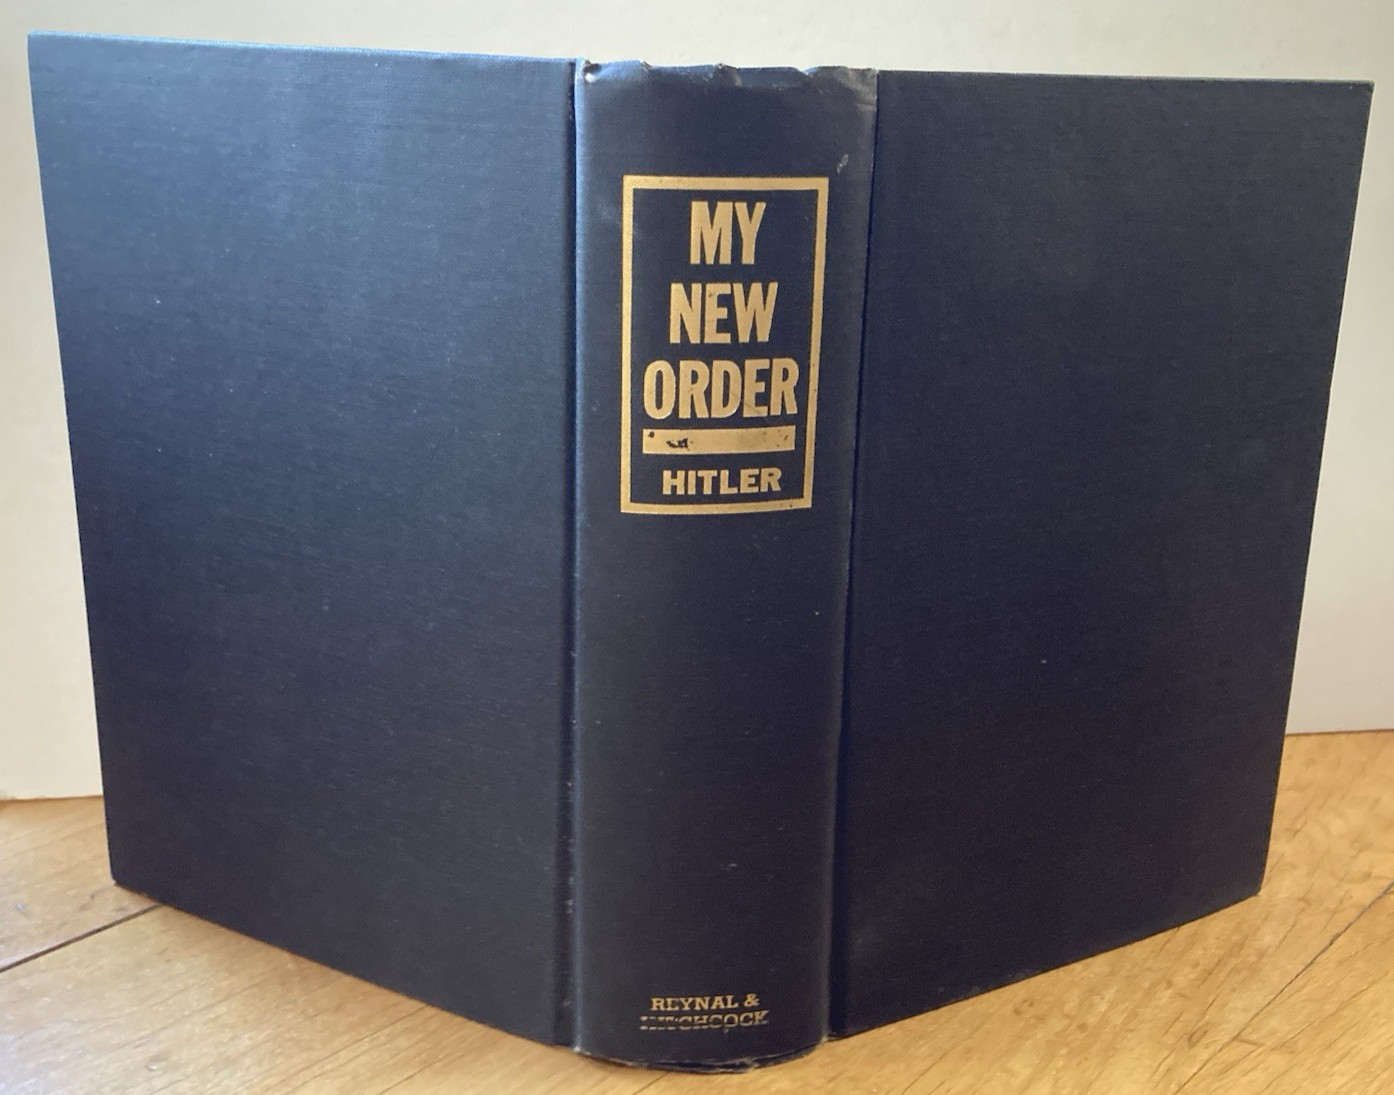 MY
NEW
ORDER
HITLER
REYNAL &
HITCHCOCK